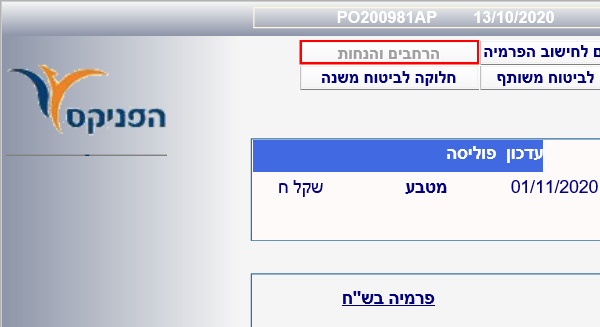 PO200981AP 13/10/2020
ם לחישוב הפרמיה הרחבים והנחות
לביטוח משותף חלוקה לביטוח משנה
הפניקס
עדכון פוליסה
01/11/2020 מטבע שקל ח
פרמיה בש"ח